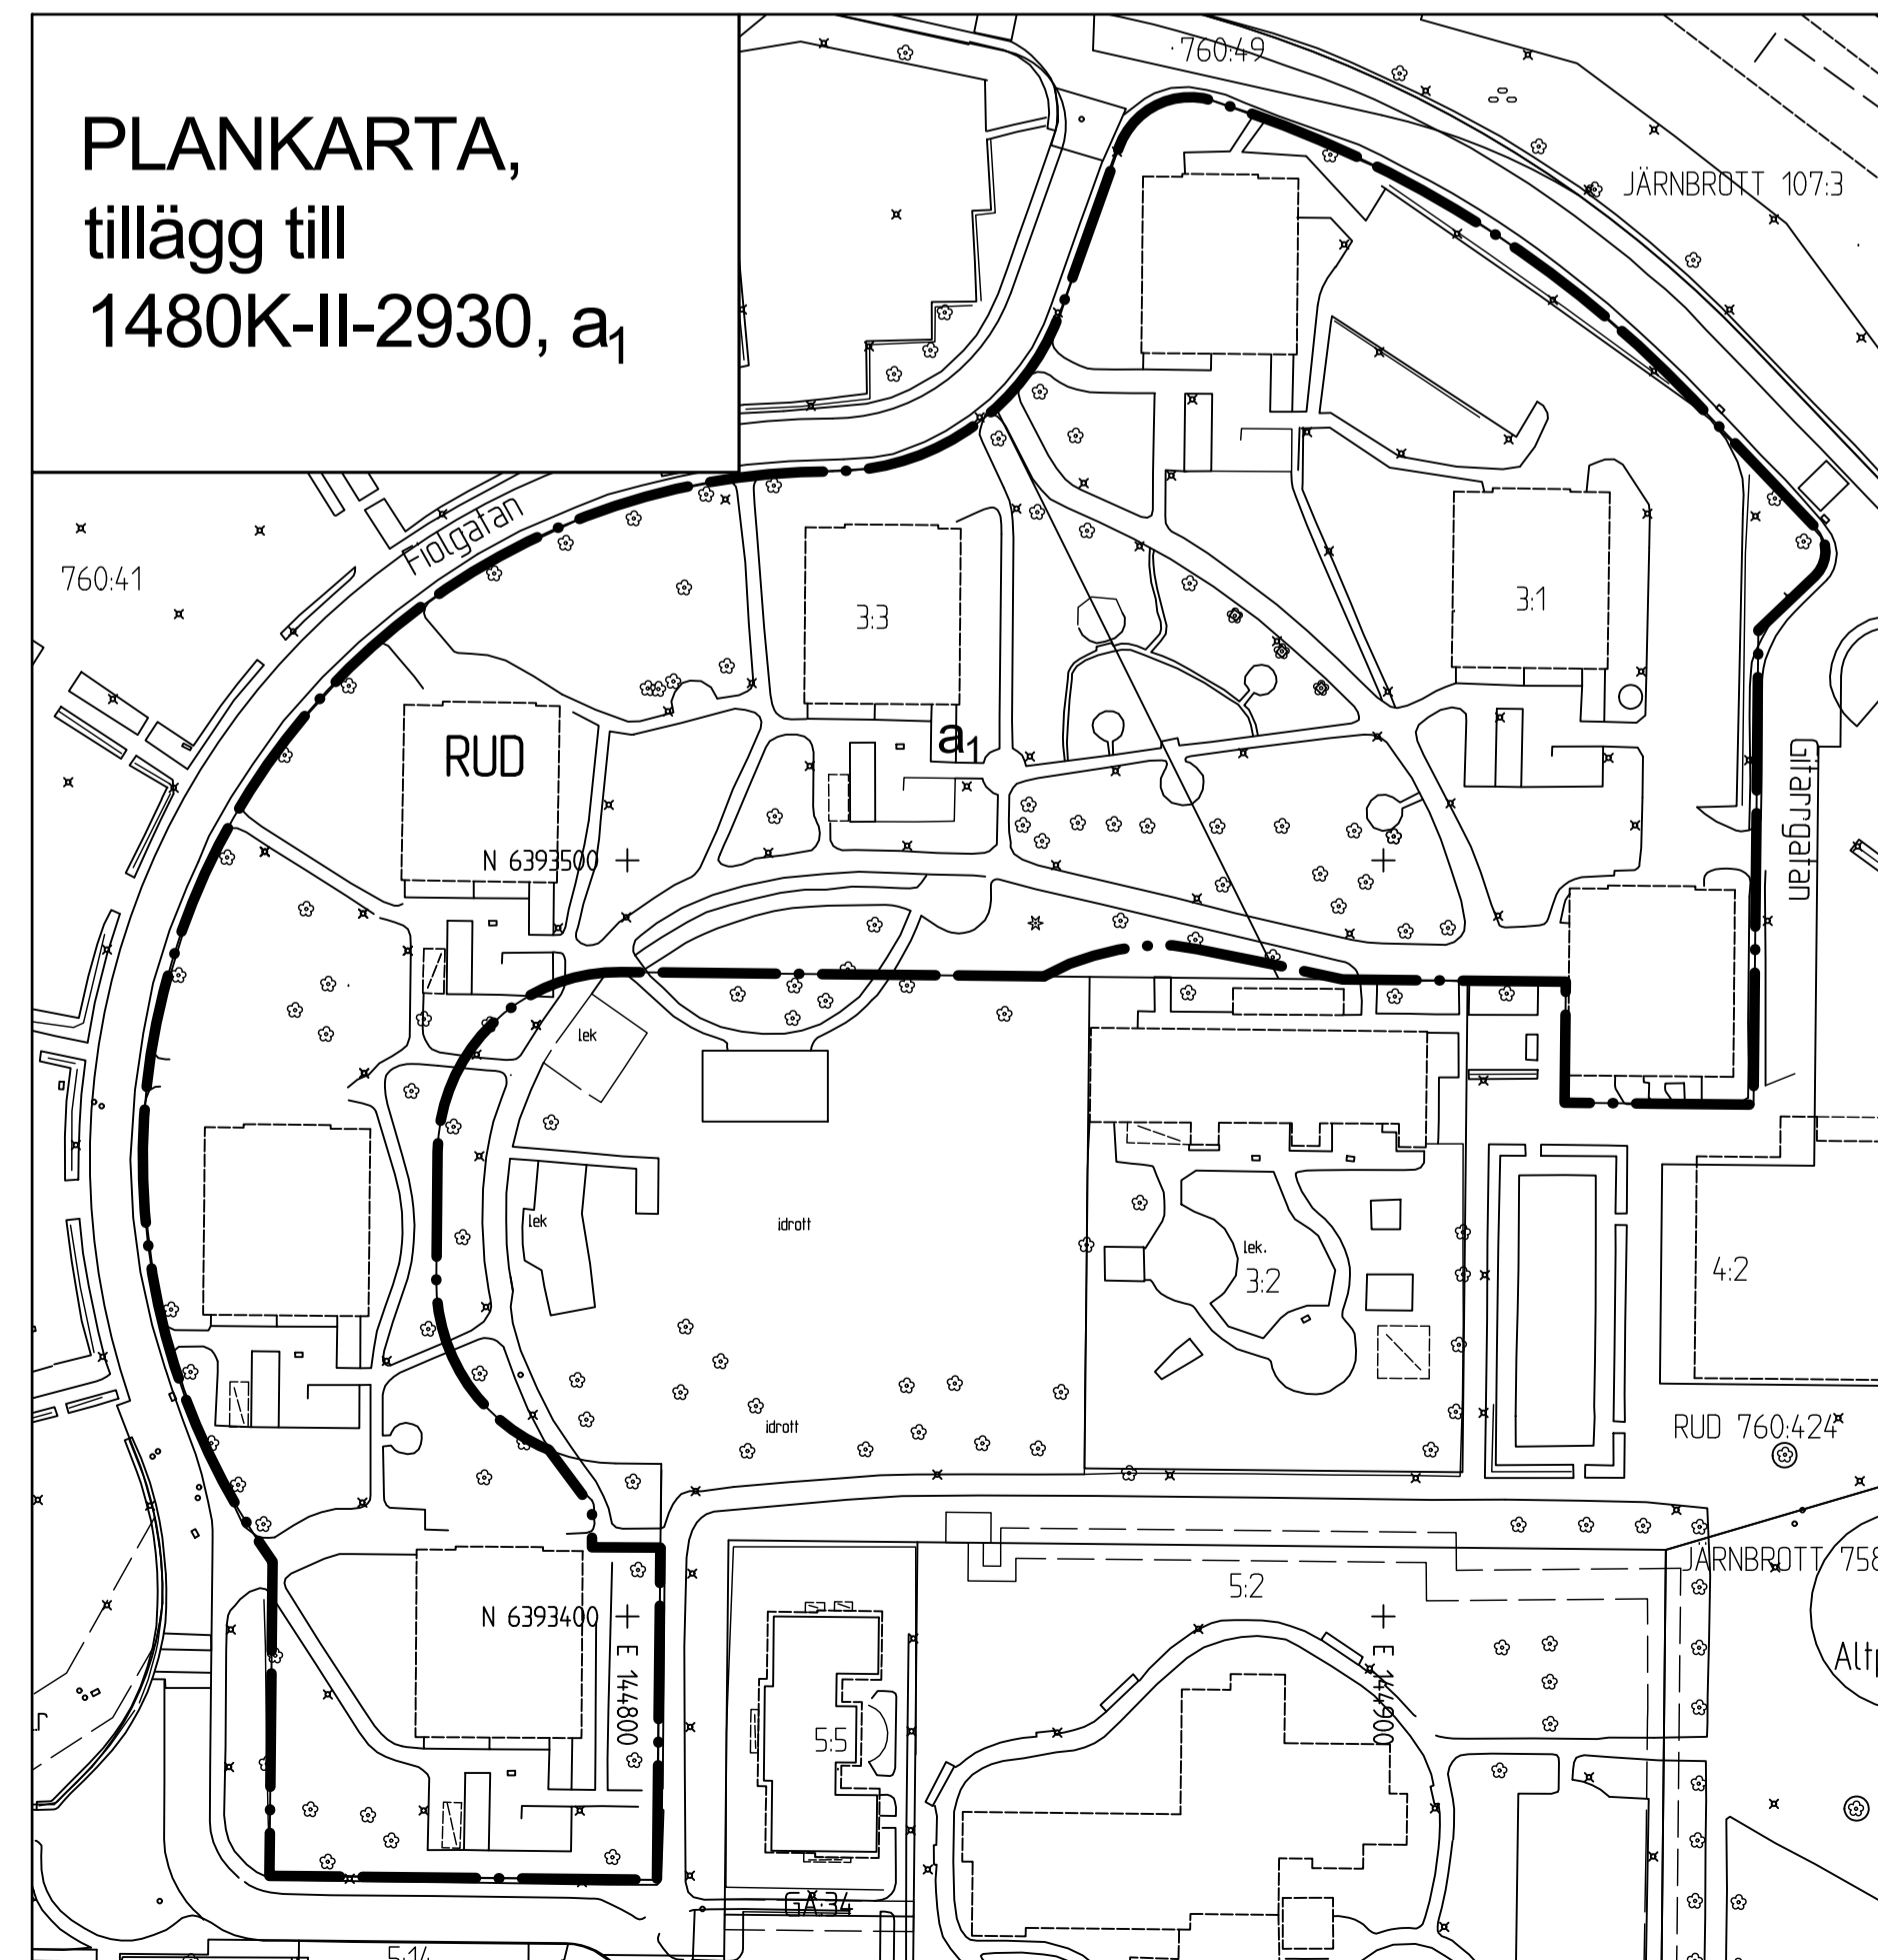 PLANKARTA,
tillägg till
1480K-II-2930, a1
760:49
JÄRNBROTT 107:3
Fiolgatan
760:41
3:3
3:1
RUD
a1
Gitarrgatan
N 6393500
lek
lek
idrott
lek.
3:2
4:2
idrott
RUD 760:424
JÄRNBROTT 758
5:2
N 6393400
E 144800
E 144900
5:5
GA:34
5:14